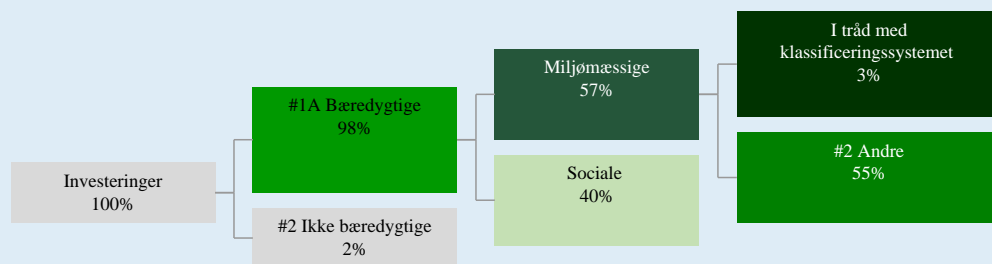 Investeringer
100%
#1A Bæredygtige
98%
#2 Ikke bæredygtige
2%
Miljømæssige
57%
Sociale
40%
I tråd med
klassificeringssystemet
3%
#2 Andre
55%